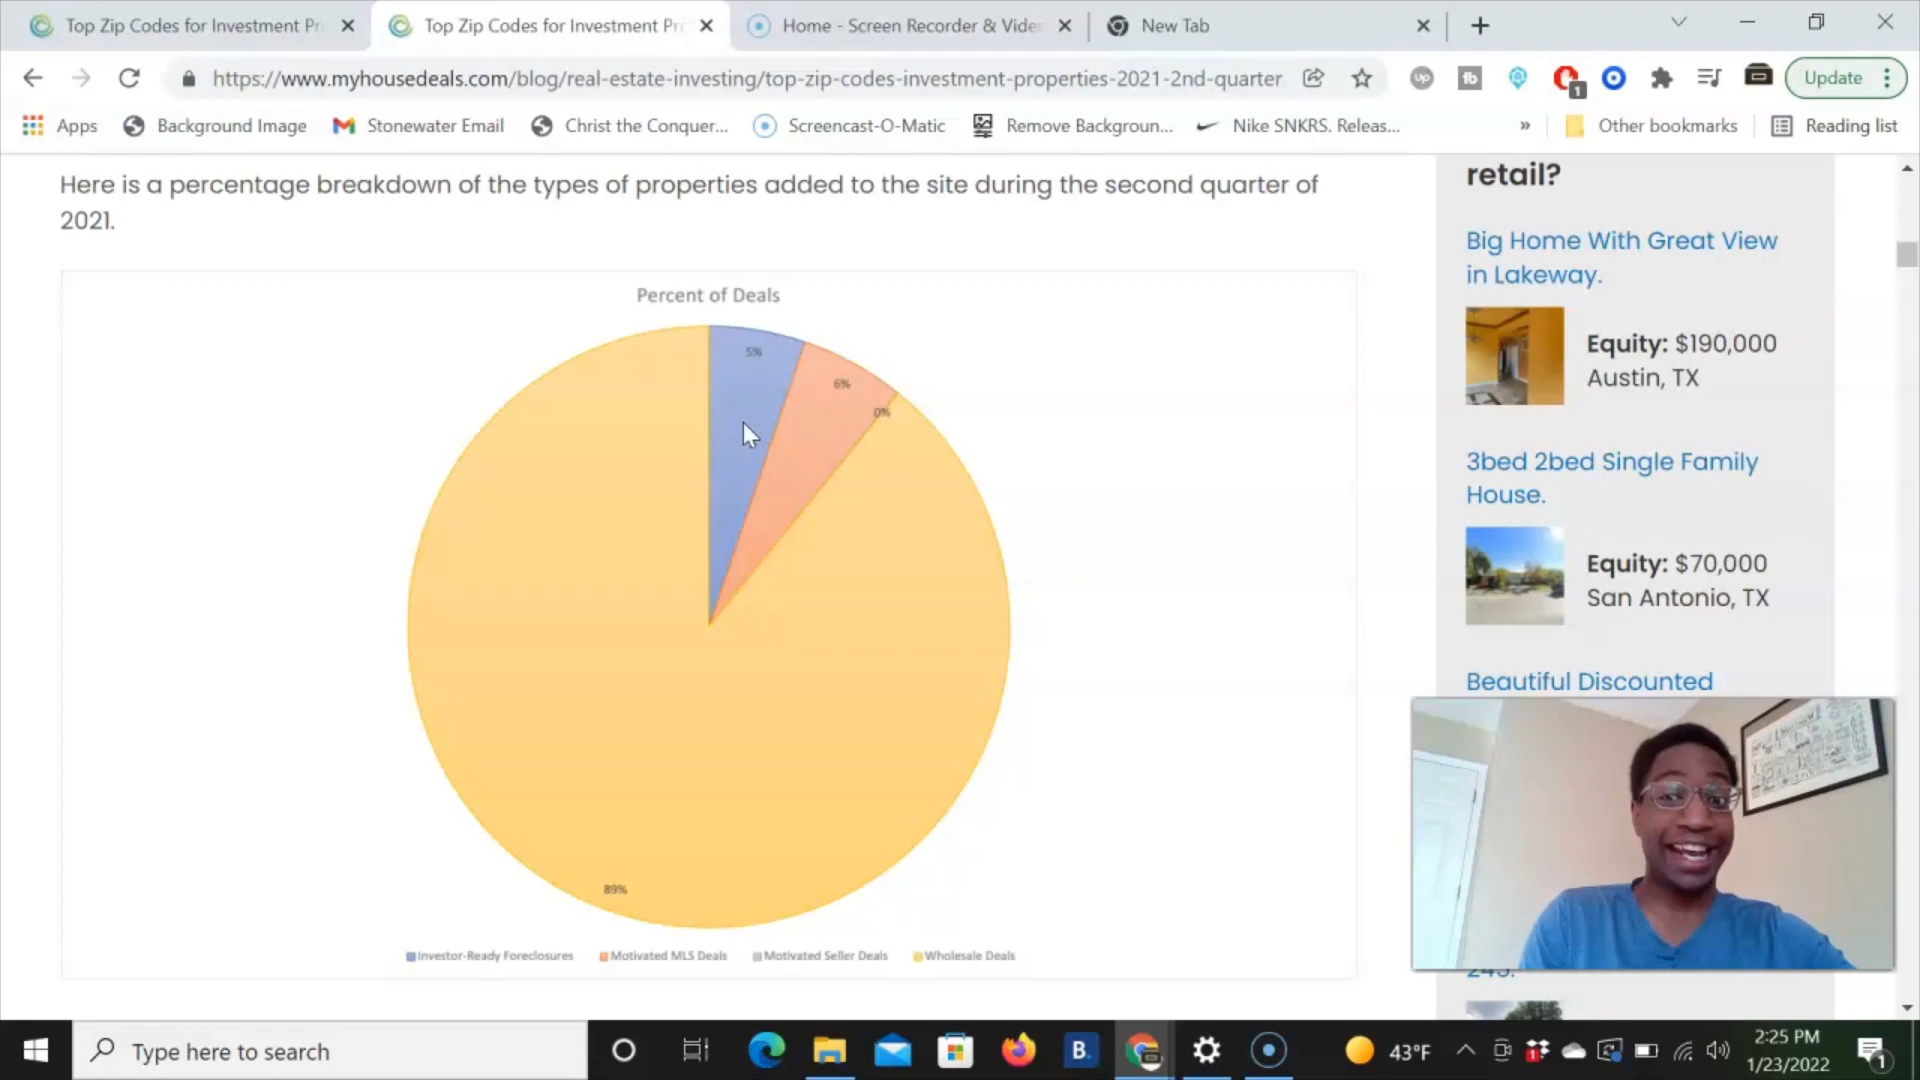 Top Zip Codes for Investment Pr
Top Zip Codes for Investment Pr
Home - Screen Recorder & Vide
New Tab
https://www.myhousedeals.com/blog/real-estate-investing/top-zip-codes-investment-properties-2021-2nd-quarter
Up
tb
1
Update
Apps
Background Image
Stonewater Email
Christ the Conquer...
Screencast-O-Matic
Remove Backgroun...
Nike SNKRS. Releas...
»
Other bookmarks
Reading list
Here is a percentage breakdown of the types of properties added to the site during the second quarter of
2021.
Percent of Deals
5%
6%
0%
89%
Investor-Ready Foreclosures
Motivated MLS Deals
Motivated Seller Deals
Wholesale Deals
retail?
Big Home With Great View
in Lakeway.
Equity: $190,000
Austin, TX
3bed 2bed Single Family
House.
Equity: $70,000
San Antonio, TX
Beautiful Discounted
Type here to search
B.
43°F
1
2:25 PM
1/23/2022
1